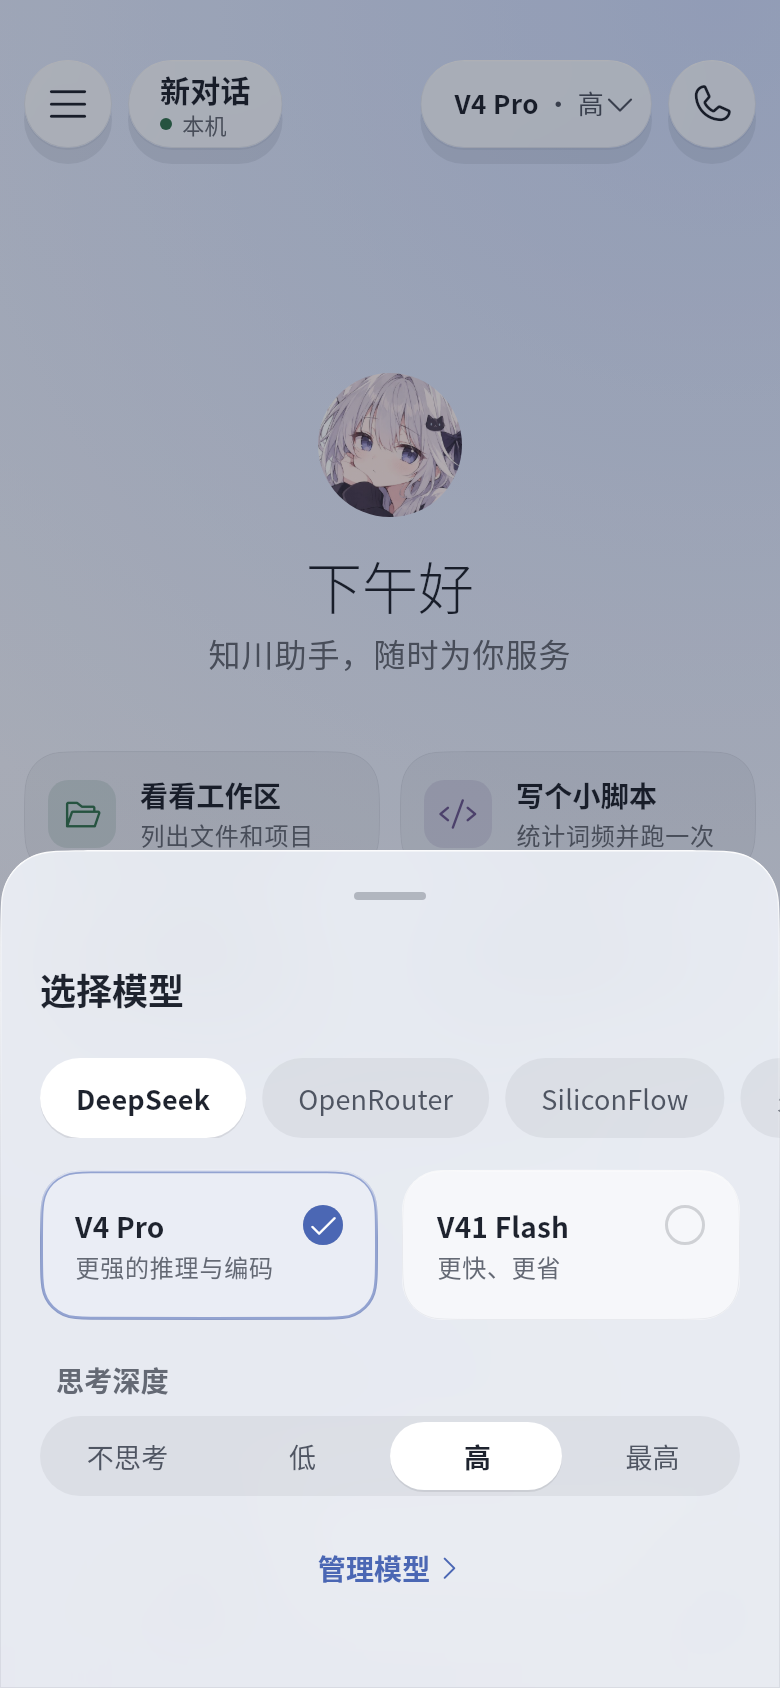 新对话
本机
V4 Pro · 高
下午好
知川助手，随时为你服务
看看工作区
列出文件和项目
写个小脚本
统计词频并跑一次
选择模型
DeepSeek
OpenRouter
SiliconFlow
V4 Pro
更强的推理与编码
V41 Flash
更快、更省
思考深度
不思考
低
高
最高
管理模型